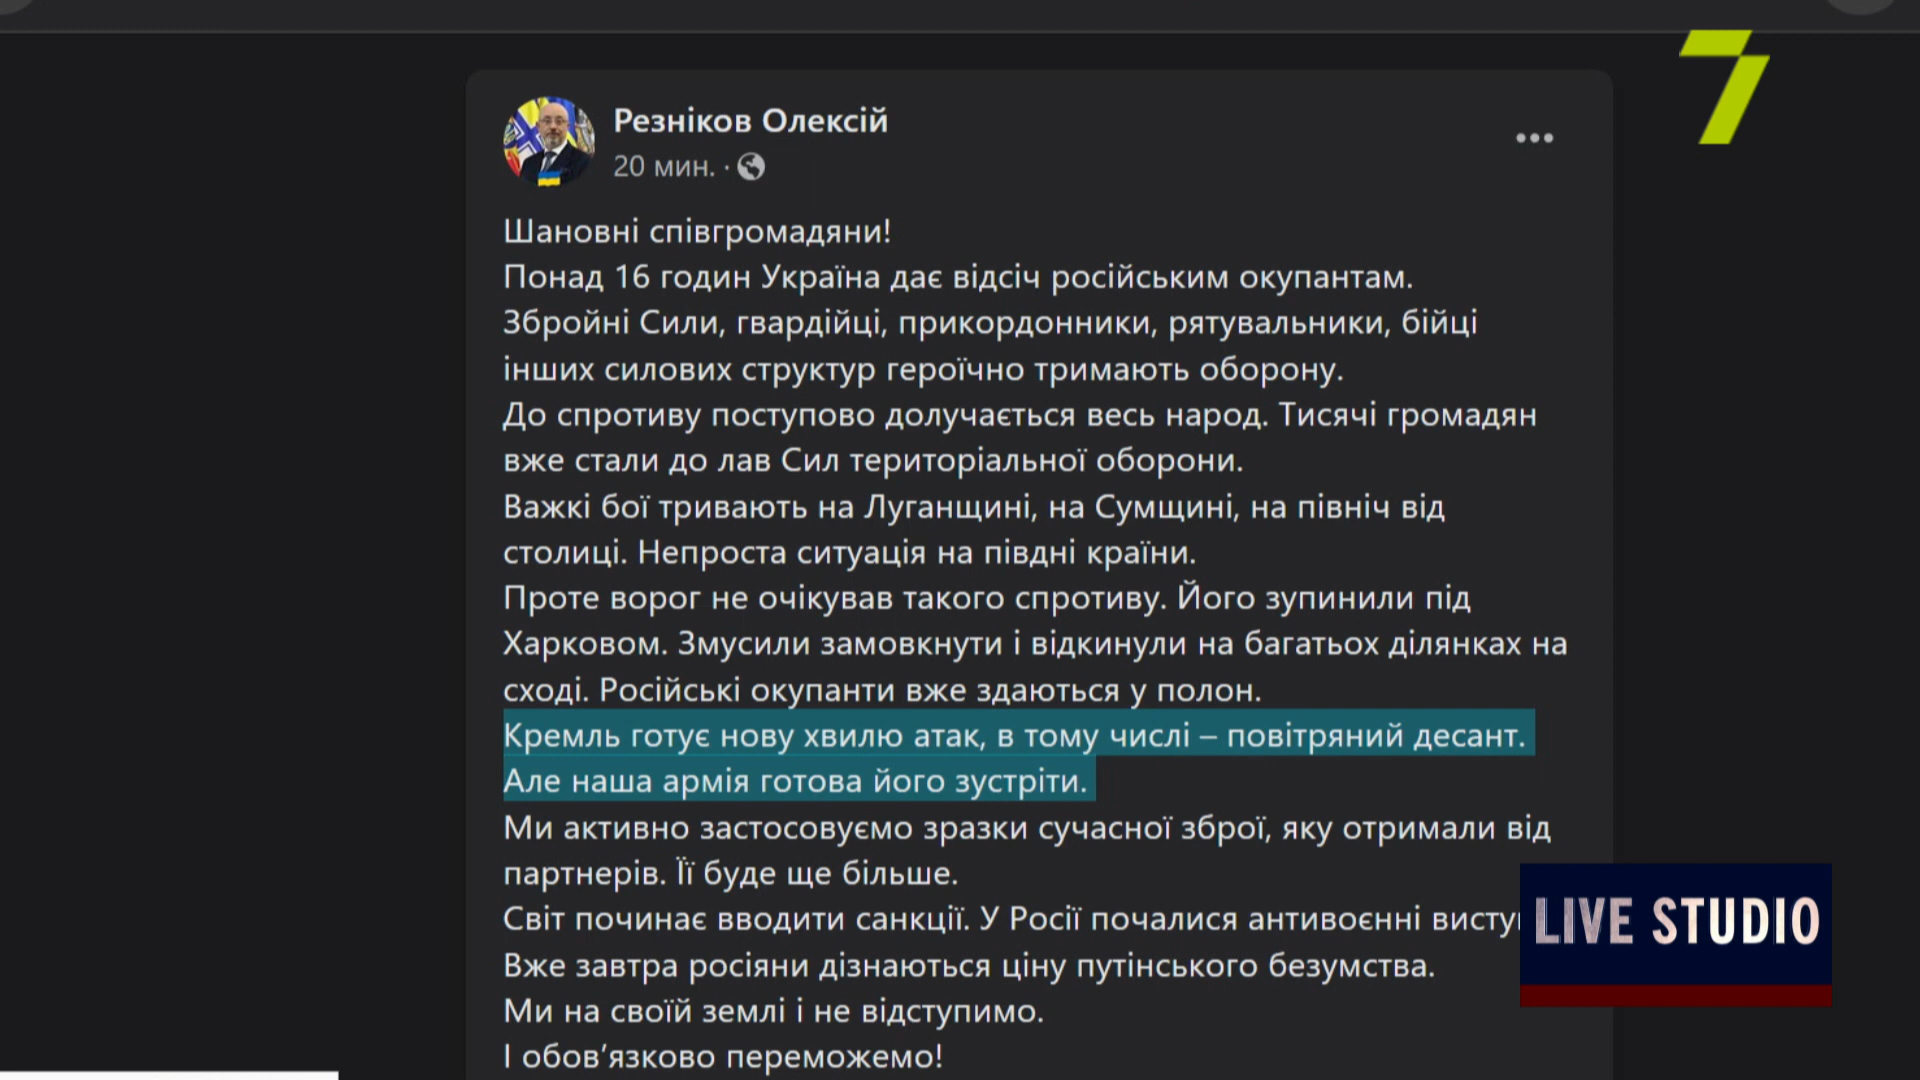 Резніков Олексій
20 мин. ·
Шановні співгромадяни!
Понад 16 годин Україна дає відсіч російським окупантам.
Збройні Сили, гвардійці, прикордонники, рятувальники, бійці
інших силових структур героїчно тримають оборону.
До спротиву поступово долучається весь народ. Тисячі громадян
вже стали до лав Сил територіальної оборони.
Важкі бої тривають на Луганщині, на Сумщині, на північ від
столиці. Непроста ситуація на півдні країни.
Проте ворог не очікував такого спротиву. Його зупинили під
Харковом. Змусили замовкнути і відкинули на багатьох ділянках на
сході. Російські окупанти вже здаються у полон.
Кремль готує нову хвилю атак, в тому числі – повітряний десант.
Але наша армія готова його зустріти.
Ми активно застосовуємо зразки сучасної зброї, яку отримали від
партнерів. Її буде ще більше.
Світ починає вводити санкції. У Росії почалися антивоєнні
Вже завтра росіяни дізнаються ціну путінського безумства.
Ми на своїй землі і не відступимо.
І обов’язково переможемо!
7
LIVE STUDIO